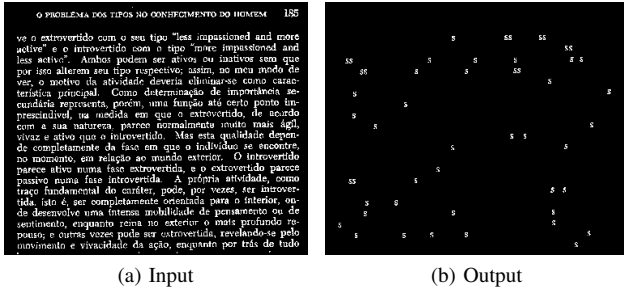 O PROBLEMA DOS TIPOS NO CONHECIMENTO DO HOMEM 185
ve o extrovertido com o seu tipo "less impassioned and more
active" e o introvertido com o tipo "more impassioned and
less active". Ambos podem ser ativos ou inativos sem que
por isso alterem seu tipo respectivo; assim, no meu modo de
ver, o motivo da atividade deveria eliminar-se como carac-
terística principal. Como determinação de importância se-
cundária representa, porém, uma função até certo ponto im-
prescindível, na medida em que o extrovertido, de acordo
com a sua natureza, parece normalmente muito mais ágil,
vivaz e ativo que o introvertido. Mas esta qualidade depen-
de completamente da fase em que o indivíduo se encontre,
no momento, em relação ao mundo exterior. O introvertido
parece ativo numa fase extrovertida, e o extrovertido parece
passivo numa fase introvertida. A própria atividade, como
traço fundamental do caráter, pode, por vezes, ser introver-
tida, isto é, ser completamente orientada para o interior, on-
de desenvolve uma intensa mobilidade de pensamento ou de
sentimento, enquanto reina no exterior o mais profundo re-
pouso; e outras vezes pode ser extrovertida, revelando-se pelo
movimento e vivacidade da ação, enquanto por trás de tudo
(a) Input
s ss ss
ss
ss s s s s s
ss s ss
s s
s
s s
s s
s
s
ss s
s s
s s
s
s s
s s s s
s
(b) Output